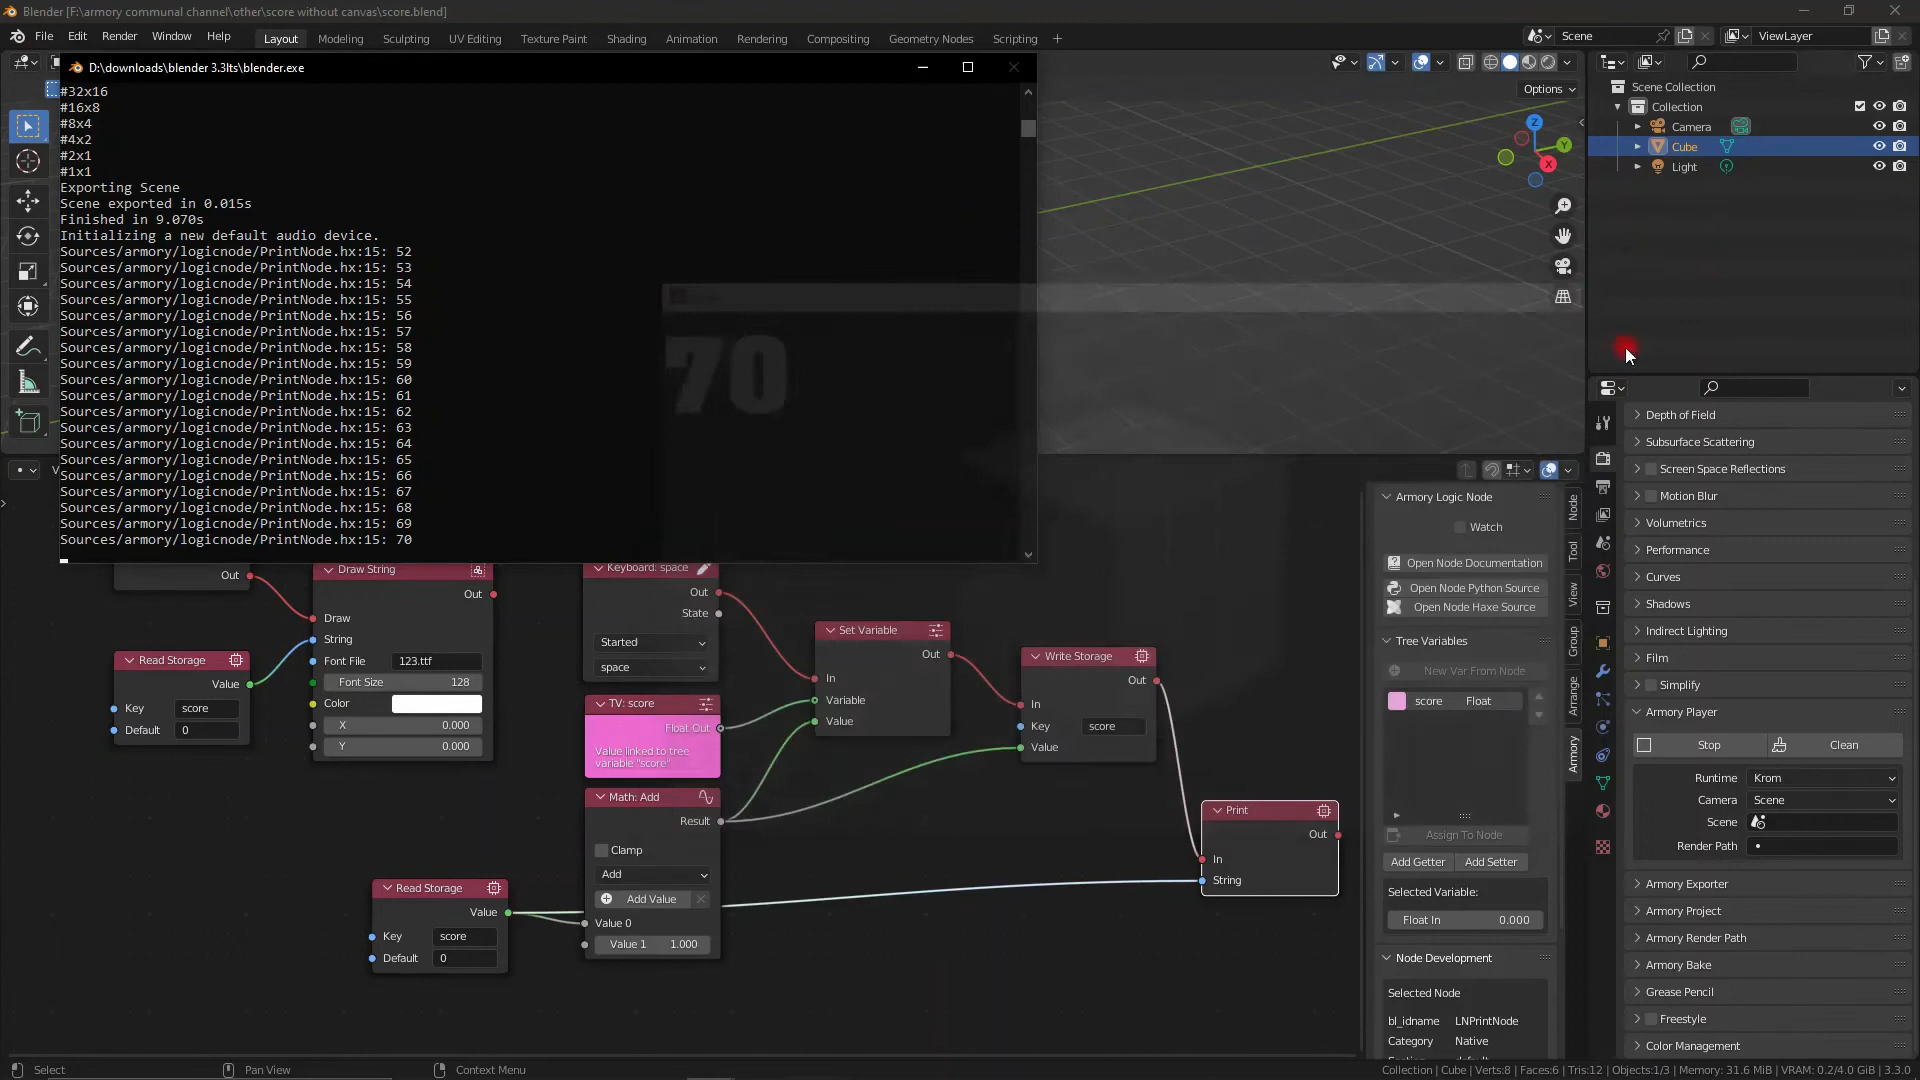 Blender [F:\armory communal channel\other\score without canvas\score.blend]
File Edit Render Window Help Layout Modeling Sculpting UV Editing Texture Paint Shading Animation Rendering Compositing Geometry Nodes Scripting + Scene ViewLayer
D:\downloads\blender 3.3lts\blender.exe
#32x16
#16x8
#8x4
#4x2
#2x1
#1x1
Exporting Scene
Scene exported in 0.015s
Finished in 9.070s
Initializing a new default audio device.
Sources/armory/logicnode/PrintNode.hx:15: 52
Sources/armory/logicnode/PrintNode.hx:15: 53
Sources/armory/logicnode/PrintNode.hx:15: 54
Sources/armory/logicnode/PrintNode.hx:15: 55
Sources/armory/logicnode/PrintNode.hx:15: 56
Sources/armory/logicnode/PrintNode.hx:15: 57
Sources/armory/logicnode/PrintNode.hx:15: 58
Sources/armory/logicnode/PrintNode.hx:15: 59
Sources/armory/logicnode/PrintNode.hx:15: 60
Sources/armory/logicnode/PrintNode.hx:15: 61
Sources/armory/logicnode/PrintNode.hx:15: 62
Sources/armory/logicnode/PrintNode.hx:15: 63
Sources/armory/logicnode/PrintNode.hx:15: 64
Sources/armory/logicnode/PrintNode.hx:15: 65
Sources/armory/logicnode/PrintNode.hx:15: 66
Sources/armory/logicnode/PrintNode.hx:15: 67
Sources/armory/logicnode/PrintNode.hx:15: 68
Sources/armory/logicnode/PrintNode.hx:15: 69
Sources/armory/logicnode/PrintNode.hx:15: 70
70
Options
Z
Y
X
Scene Collection
Collection
Camera
Cube
Light
Out
Draw String
Out
Draw
String
Font File 123.ttf
Font Size 128
Color
X 0.000
Y 0.000
Read Storage
Value
Key score
Default 0
Keyboard: space
Out
State
Started
space
TV: score
Float Out
Value linked to tree
variable "score"
Math: Add
Result
Clamp
Add
Add Value
Value 0
Value 1 1.000
Read Storage
Value
Key score
Default 0
Set Variable
Out
In
Variable
Value
Write Storage
Out
In
Key score
Value
Print
Out
In
String
Armory Logic Node
Watch
Open Node Documentation
Open Node Python Source
Open Node Haxe Source
Tree Variables
New Var From Node
score Float
Assign To Node
Add Getter Add Setter
Selected Variable:
Float In 0.000
Node Development
Selected Node
bl_idname LNPrintNode
Category Native
Node
Tool
View
Group
Arrange
Armory
Depth of Field
Subsurface Scattering
Screen Space Reflections
Motion Blur
Volumetrics
Performance
Curves
Shadows
Indirect Lighting
Film
Simplify
Armory Player
Stop Clean
Runtime Krom
Camera Scene
Scene
Render Path
Armory Exporter
Armory Project
Armory Render Path
Armory Bake
Grease Pencil
Freestyle
Color Management
Select Pan View Context Menu Collection | Cube | Verts:8 | Faces:6 | Tris:12 | Objects:1/3 | Memory: 31.6 MiB | VRAM: 0.2/4.0 GiB | 3.3.0